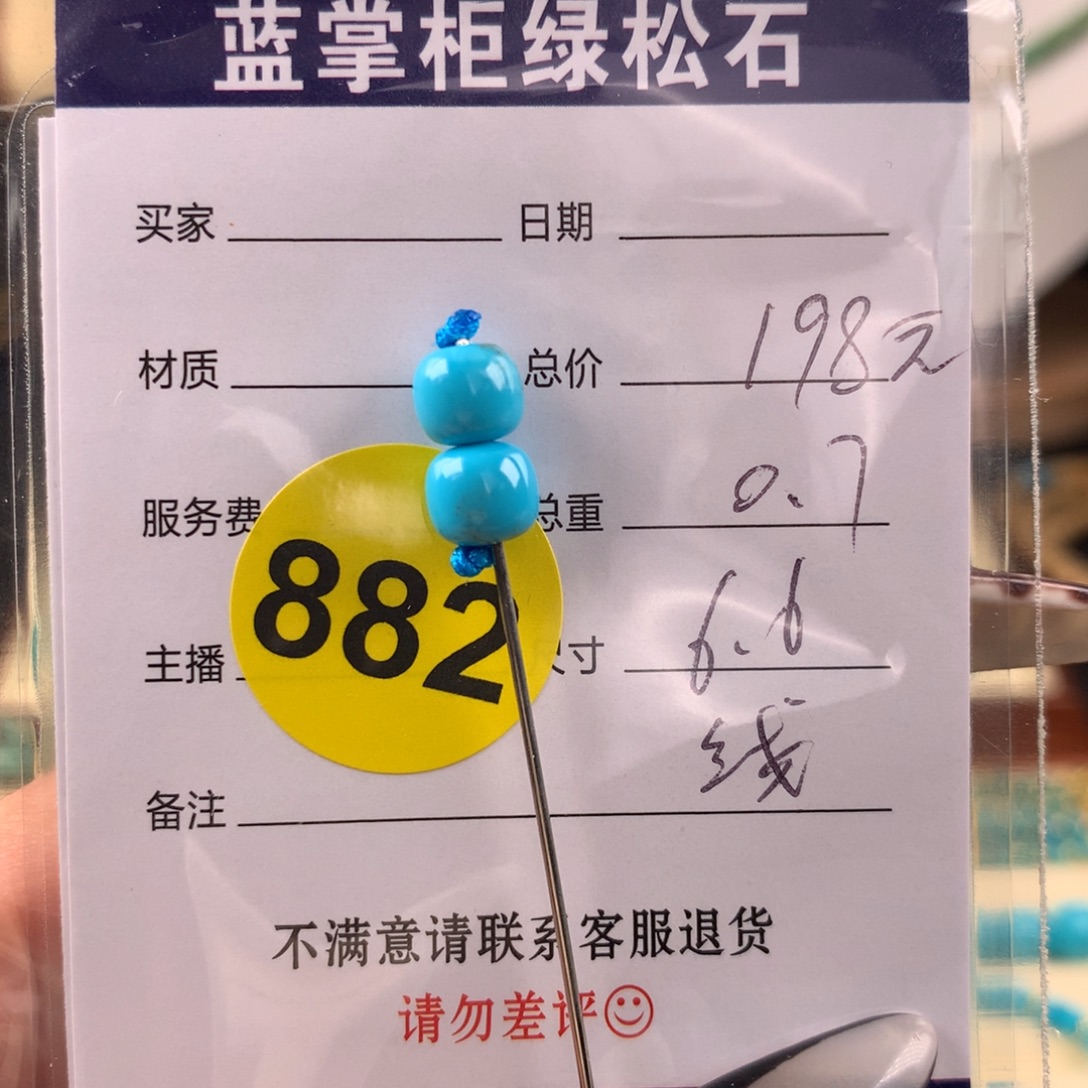 蓝掌柜绿松石
买家 日期
材质 总价 198元
服务费 总重 0.7
882
主播 尺寸 6.6
线
备注
不满意请联系客服退货
请勿差评